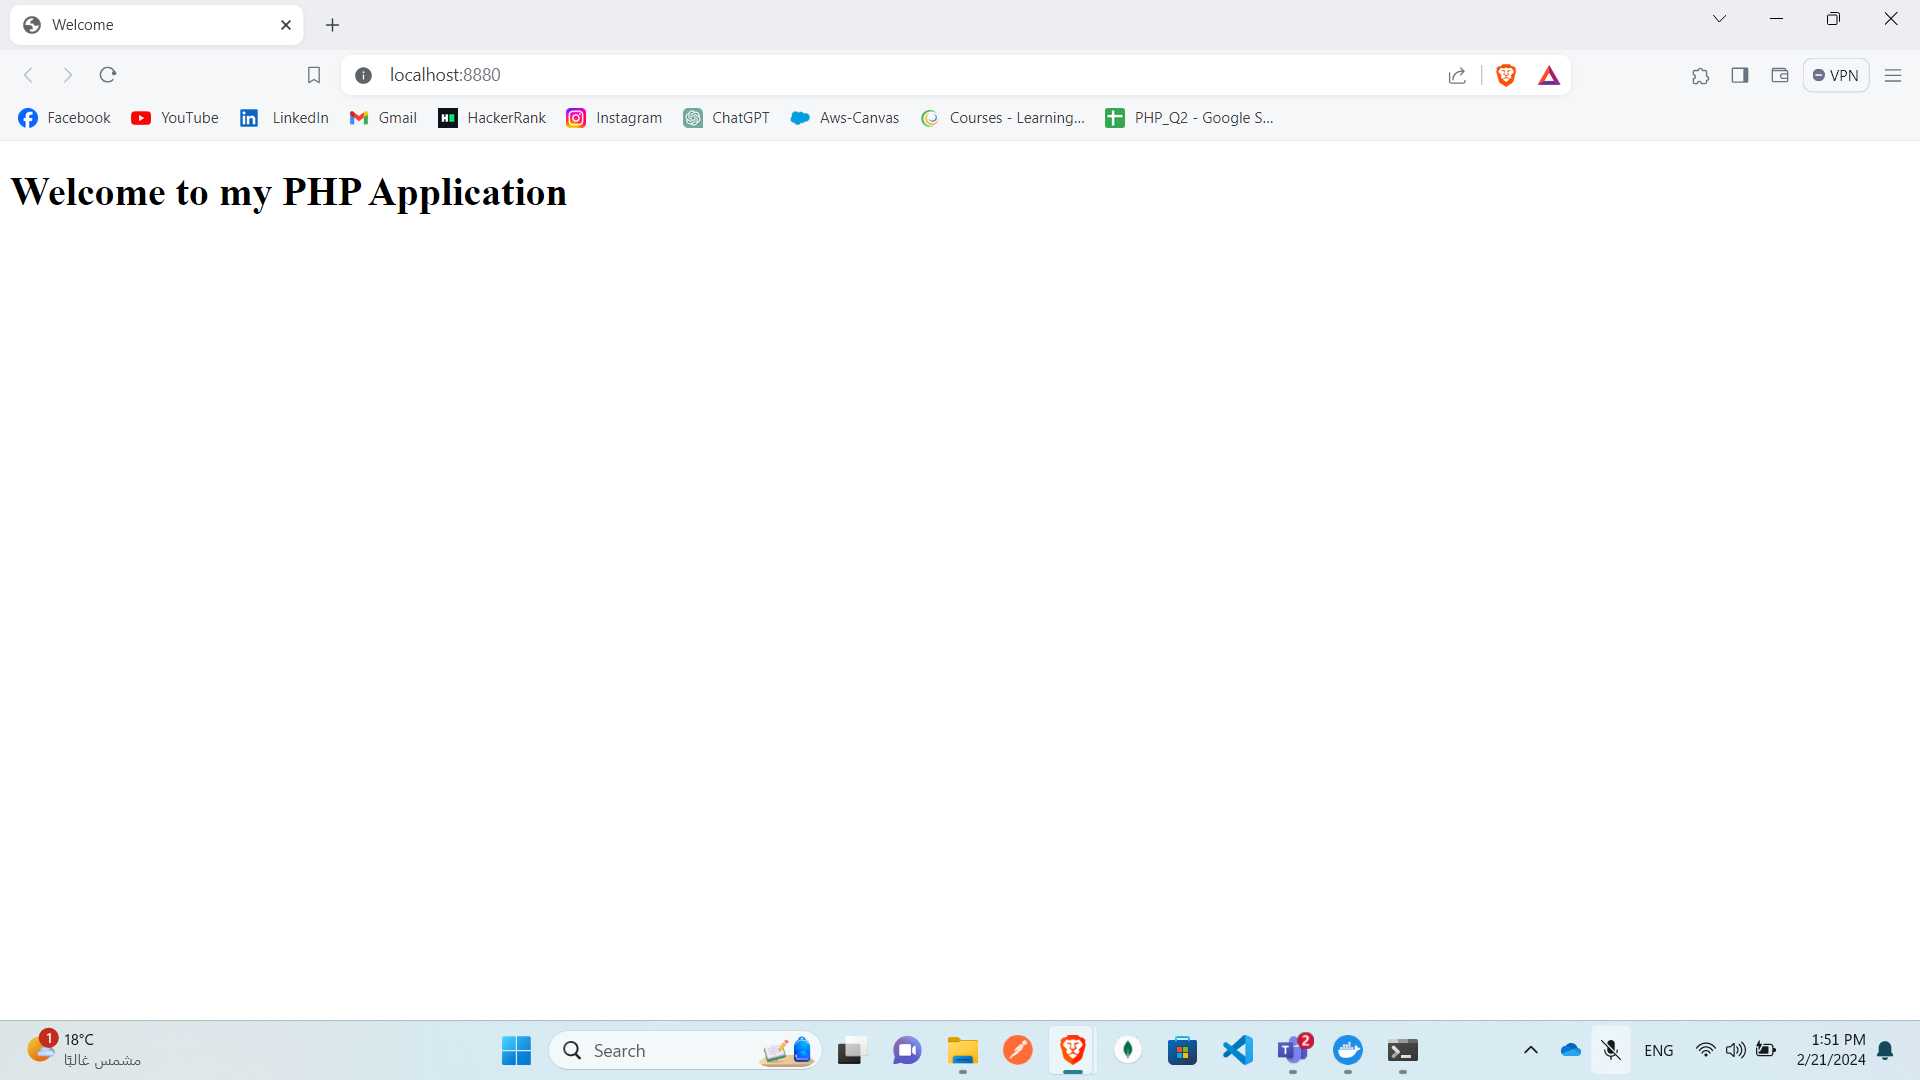 Welcome
localhost:8880
VPN
Facebook
YouTube
LinkedIn
Gmail
HackerRank
Instagram
ChatGPT
Aws-Canvas
Courses - Learning...
PHP_Q2 - Google S...
Welcome to my PHP Application
1
18°C
مشمس غالبًا
Search
2
ENG
1:51 PM
2/21/2024